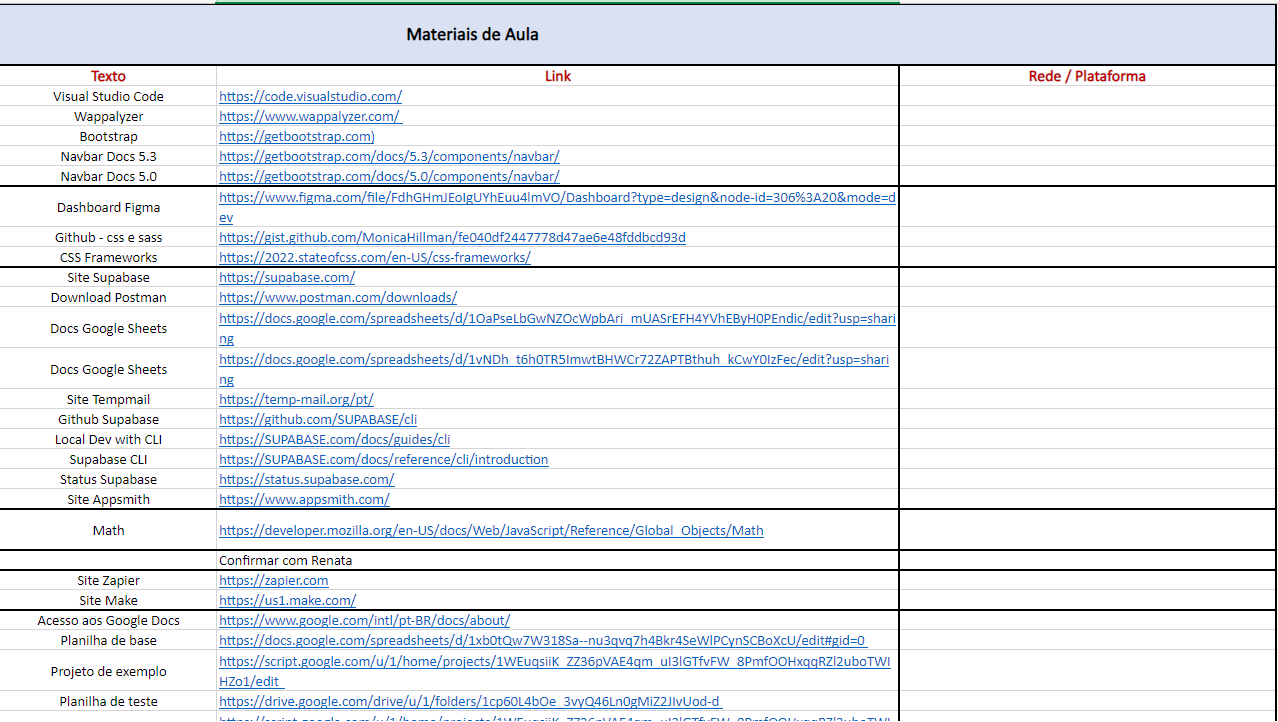 Materiais de Aula
Texto Link Rede / Plataforma
Visual Studio Code https://code.visualstudio.com/
Wappalyzer https://www.wappalyzer.com/
Bootstrap https://getbootstrap.com)
Navbar Docs 5.3 https://getbootstrap.com/docs/5.3/components/navbar/
Navbar Docs 5.0 https://getbootstrap.com/docs/5.0/components/navbar/
Dashboard Figma https://www.figma.com/file/FdhGHmJEoIgUYhEuu4lmVO/Dashboard?type=design&node-id=306%3A20&mode=d
ev
Github - css e sass https://gist.github.com/MonicaHillman/fe040df2447778d47ae6e48fddbcd93d
CSS Frameworks https://2022.stateofcss.com/en-US/css-frameworks/
Site Supabase https://supabase.com/
Download Postman https://www.postman.com/downloads/
Docs Google Sheets https://docs.google.com/spreadsheets/d/1OaPseLbGwNZOcWpbAri_mUASrEFH4YVhEByH0PEndic/edit?usp=shari
ng
Docs Google Sheets https://docs.google.com/spreadsheets/d/1vNDh_t6h0TR5ImwtBHWCr72ZAPTBthuh_kCwY0IzFec/edit?usp=shari
ng
Site Tempmail https://temp-mail.org/pt/
Github Supabase https://github.com/SUPABASE/cli
Local Dev with CLI https://SUPABASE.com/docs/guides/cli
Supabase CLI https://SUPABASE.com/docs/reference/cli/introduction
Status Supabase https://status.supabase.com/
Site Appsmith https://www.appsmith.com/
Math https://developer.mozilla.org/en-US/docs/Web/JavaScript/Reference/Global_Objects/Math
Confirmar com Renata
Site Zapier https://zapier.com
Site Make https://us1.make.com/
Acesso aos Google Docs https://www.google.com/intl/pt-BR/docs/about/
Planilha de base https://docs.google.com/spreadsheets/d/1xb0tQw7W318Sa--nu3qvq7h4Bkr4SeWlPCynSCBoXcU/edit#gid=0
Projeto de exemplo https://script.google.com/u/1/home/projects/1WEuqsiiK_ZZ36pVAE4qm_uI3lGTfvFW_8PmfOOHxqqRZl2uboTWI
HZo1/edit
Planilha de teste https://drive.google.com/drive/u/1/folders/1cp60L4bOe_3vyQ46Ln0gMiZ2JIvUod-d